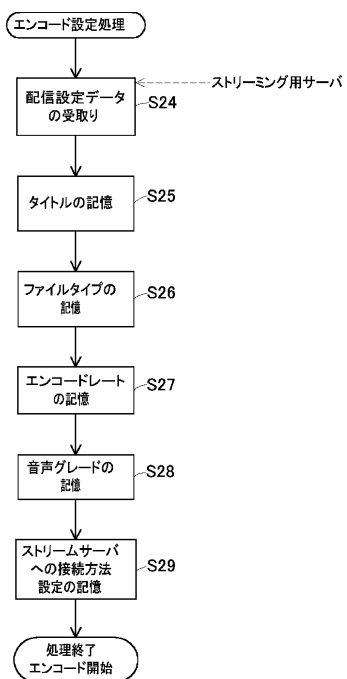 エンコード設定処理
ストリーミング用サーバ
配信設定データ
の受取り
S24
タイトルの記憶
S25
ファイルタイプの
記憶
S26
エンコードレート
の記憶
S27
音声グレードの
記憶
S28
ストリームサーバ
への接続方法
設定の記憶
S29
処理終了
エンコード開始